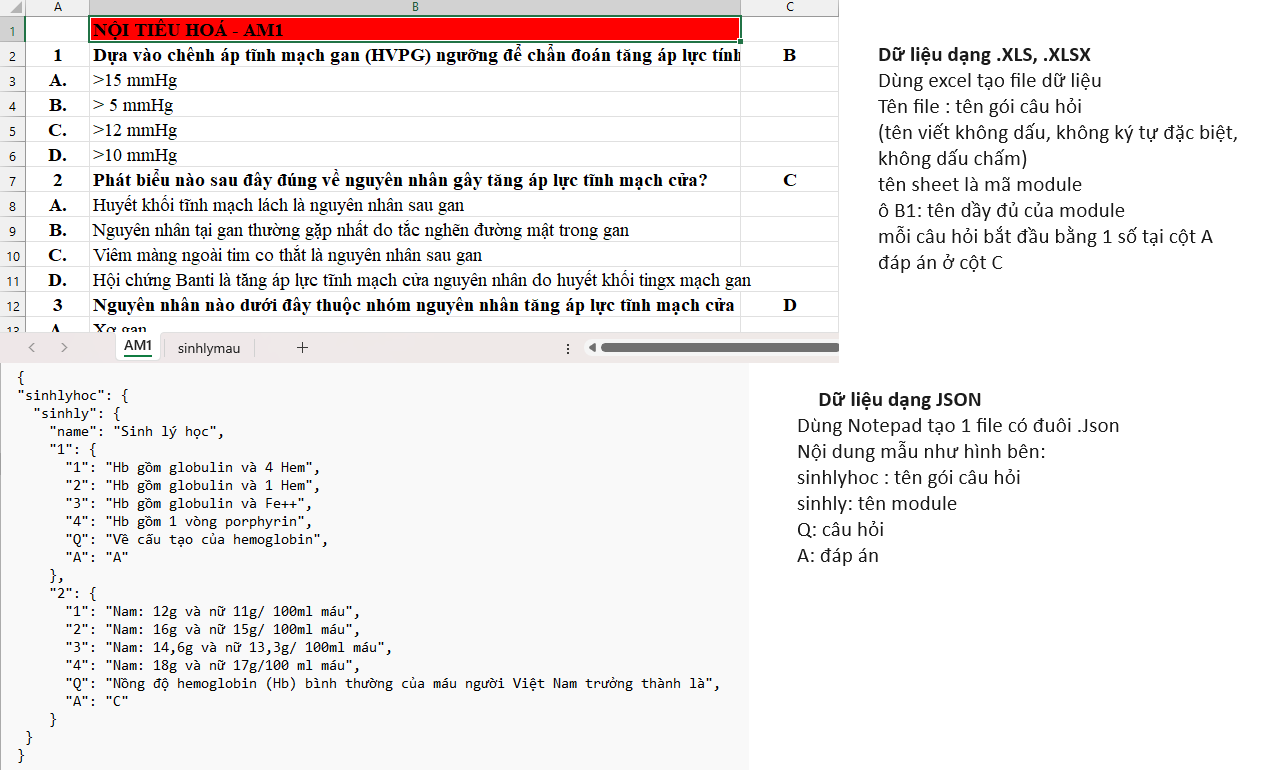 A B C
1 NỘI TIÊU HOÁ - AM1
2 1 Dựa vào chênh áp tĩnh mạch gan (HVPG) ngưỡng để chẩn đoán tăng áp lực tính B
3 A. >15 mmHg
4 B. > 5 mmHg
5 C. >12 mmHg
6 D. >10 mmHg
7 2 Phát biểu nào sau đây đúng về nguyên nhân gây tăng áp lực tĩnh mạch cửa? C
8 A. Huyết khối tĩnh mạch lách là nguyên nhân sau gan
9 B. Nguyên nhân tại gan thường gặp nhất do tắc nghẽn đường mật trong gan
10 C. Viêm màng ngoài tim co thắt là nguyên nhân sau gan
11 D. Hội chứng Banti là tăng áp lực tĩnh mạch cửa nguyên nhân do huyết khối tingx mạch gan
12 3 Nguyên nhân nào dưới đây thuộc nhóm nguyên nhân tăng áp lực tĩnh mạch cửa D
13 A. Xơ gan
AM1 sinhlymau +
Dữ liệu dạng .XLS, .XLSX
Dùng excel tạo file dữ liệu
Tên file : tên gói câu hỏi
(tên viết không dấu, không ký tự đặc biệt,
không dấu chấm)
tên sheet là mã module
ô B1: tên dầy đủ của module
mỗi câu hỏi bắt đầu bằng 1 số tại cột A
đáp án ở cột C
{
"sinhlyhoc": {
"sinhly": {
"name": "Sinh lý học",
"1": {
"1": "Hb gồm globulin và 4 Hem",
"2": "Hb gồm globulin và 1 Hem",
"3": "Hb gồm globulin và Fe++",
"4": "Hb gồm 1 vòng porphyrin",
"Q": "Về cấu tạo của hemoglobin",
"A": "A"
},
"2": {
"1": "Nam: 12g và nữ 11g/ 100ml máu",
"2": "Nam: 16g và nữ 15g/ 100ml máu",
"3": "Nam: 14,6g và nữ 13,3g/ 100ml máu",
"4": "Nam: 18g và nữ 17g/100 ml máu",
"Q": "Nồng độ hemoglobin (Hb) bình thường của máu người Việt Nam trưởng thành là",
"A": "C"
}
}
}
Dữ liệu dạng JSON
Dùng Notepad tạo 1 file có đuôi .Json
Nội dung mẫu như hình bên:
sinhlyhoc : tên gói câu hỏi
sinhly: tên module
Q: câu hỏi
A: đáp án